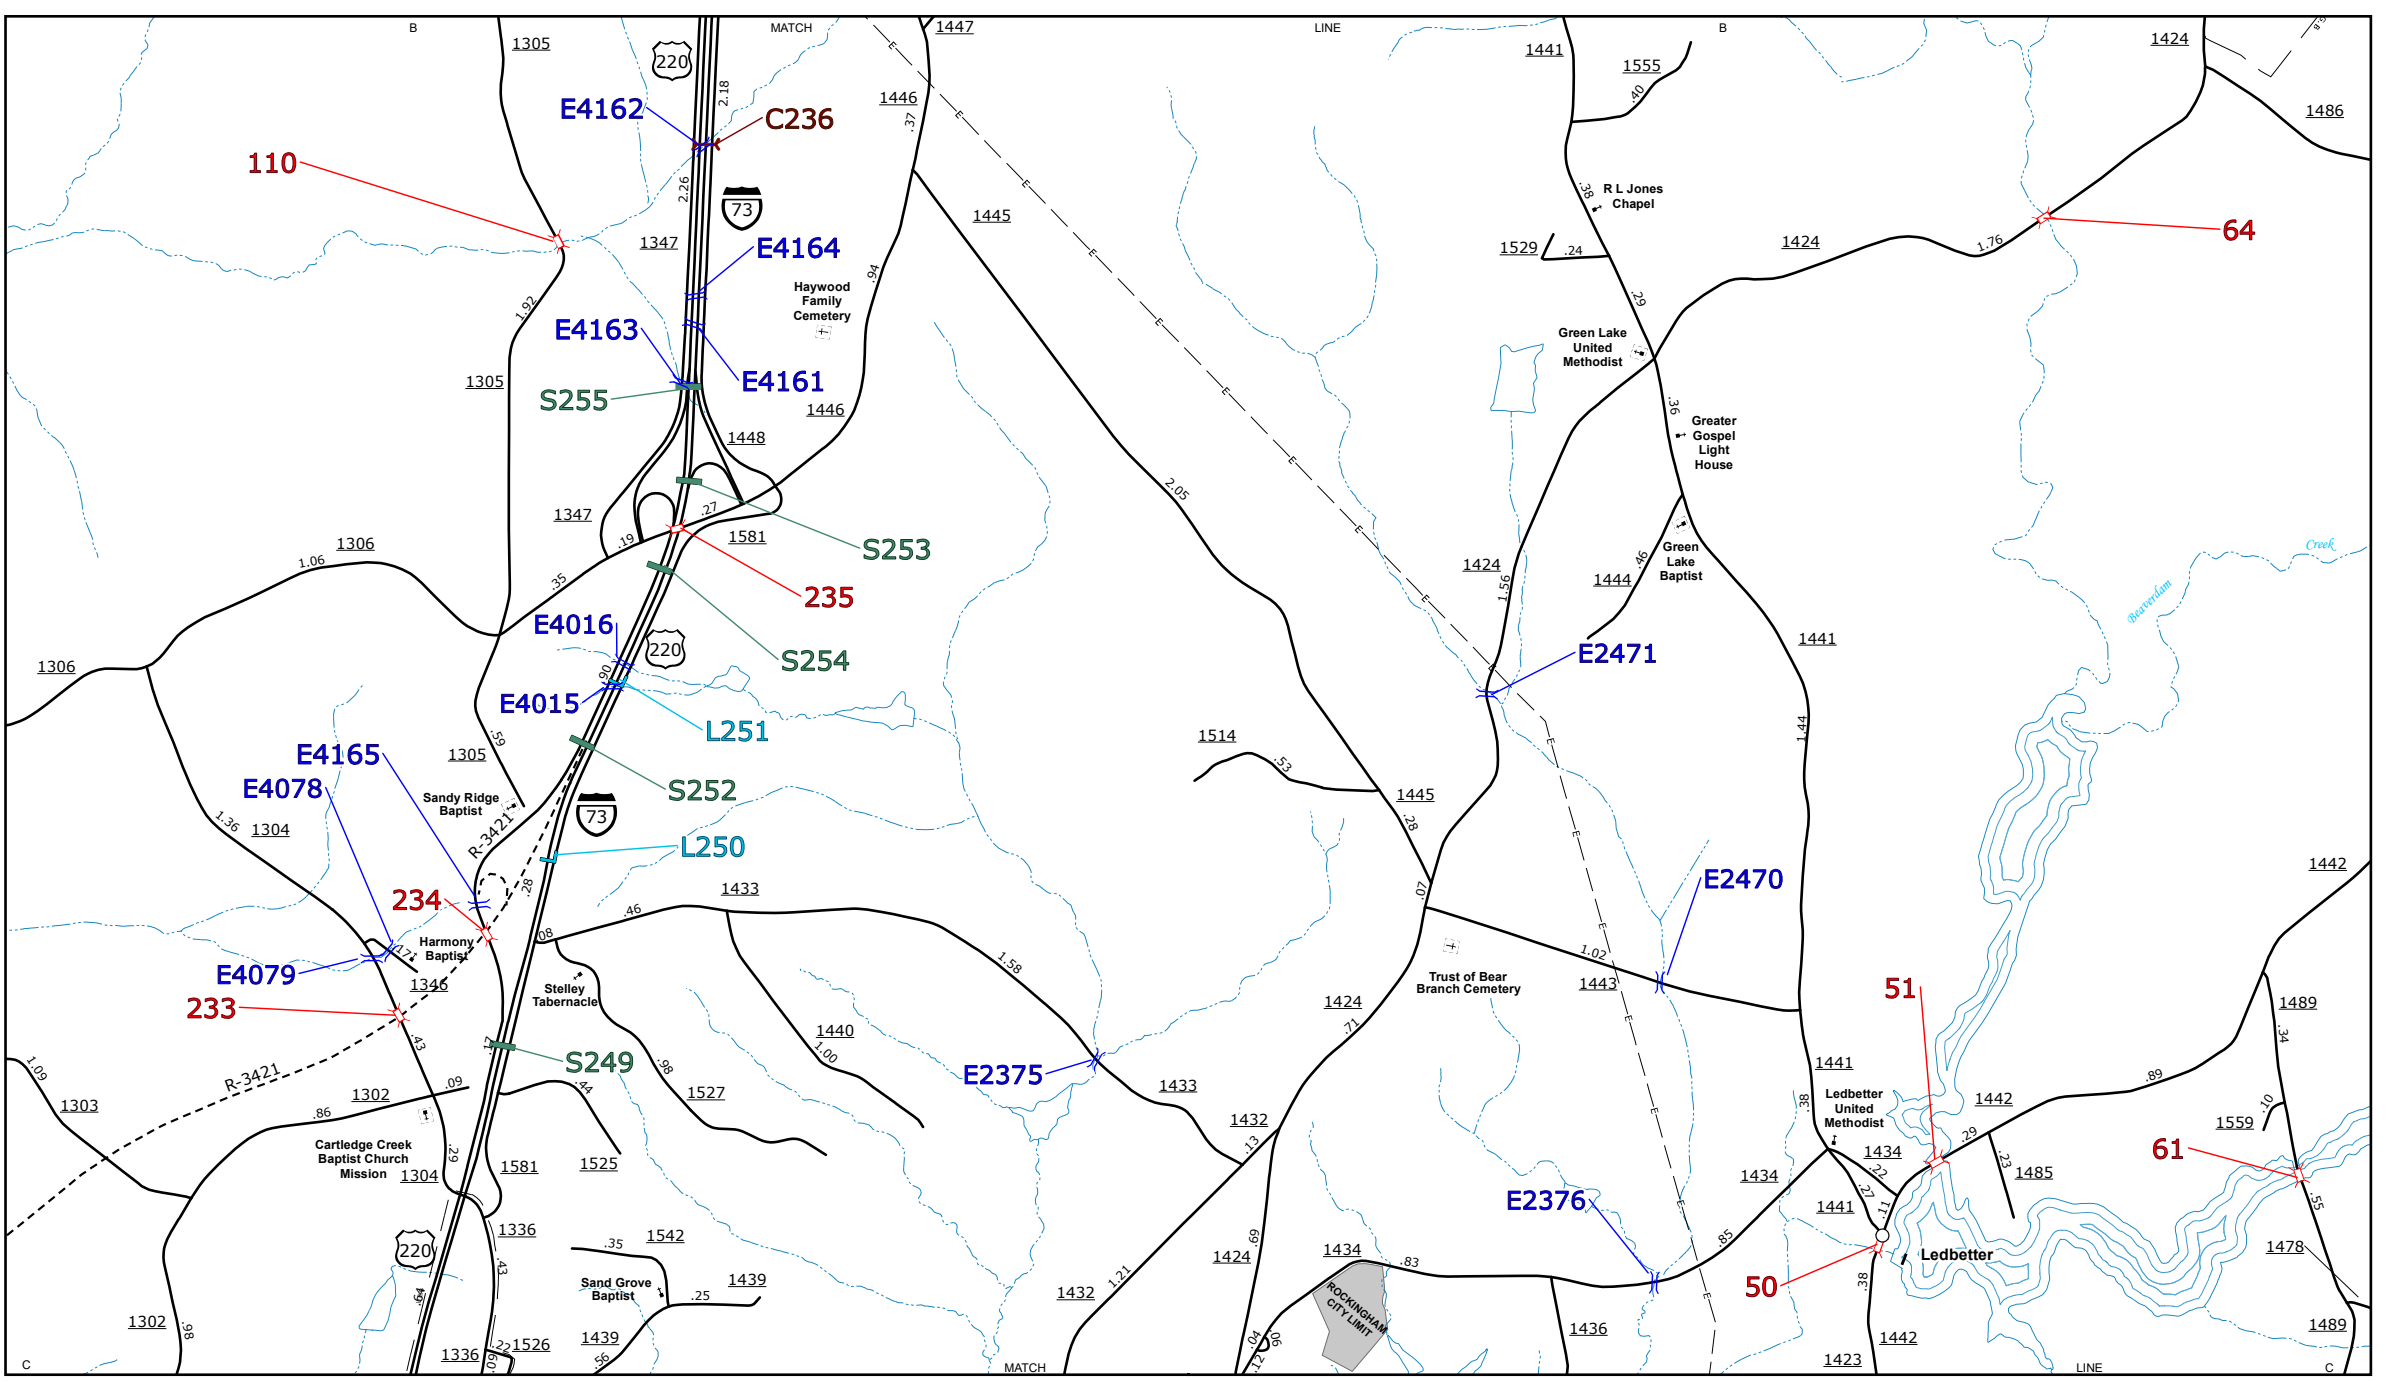 B
MATCH
LINE
B
1447
1305
220
2.18
1441
1555
.40
1424
1486
E4162
C236
1446
.37
110
2.26
73
.38
R L Jones
Chapel
1445
64
1347
E4164
1529
.24
1424
1.76
.94
Haywood
Family
Cemetery
.29
1.92
E4163
Green Lake
United
Methodist
1305
E4161
S255
1446
.36
Greater
Gospel
Light
House
1448
2.05
1347
.27
.19
1581
S253
1306
1.06
.35
235
1424
1.56
1444
.46
Green
Lake
Baptist
Creek
Beaverdam
E4016
220
S254
1441
E2471
1306
.90
E4015
L251
.59
1305
E4165
1514
.53
1.44
E4078
Sandy Ridge
Baptist
S252
1445
.28
73
1.36
1304
R-3421
L250
1442
234
.28
1433
.46
.08
.07
E2470
.17
Harmony
Baptist
E4079
1346
1.58
1.02
1443
Trust of Bear
Branch Cemetery
Stelley
Tabernacle
51
233
1424
.71
1489
.34
.43
.17
1440
1.00
S249
R-3421
1.09
1303
.09
1302
.86
.44
.98
1527
E2375
1433
1441
.38
Ledbetter
United
Methodist
1442
.89
.10
1559
1432
.13
.29
61
Cartledge Creek
Baptist Church
Mission
1304
.29
1581
1525
1434
.22
1434
.23
1485
.27
1441
.11
.55
E2376
220
1336
.43
1542
.35
.69
1424
1434
.83
.85
Ledbetter
50
.38
1478
Sand Grove
Baptist
1439
.25
1432
1.21
ROCKINGHAM
CITY LIMIT
.64
1302
.98
1439
.56
1526
.22
1336
.09
.04
.06
.12
1436
1442
1423
1489
C
MATCH
LINE
C